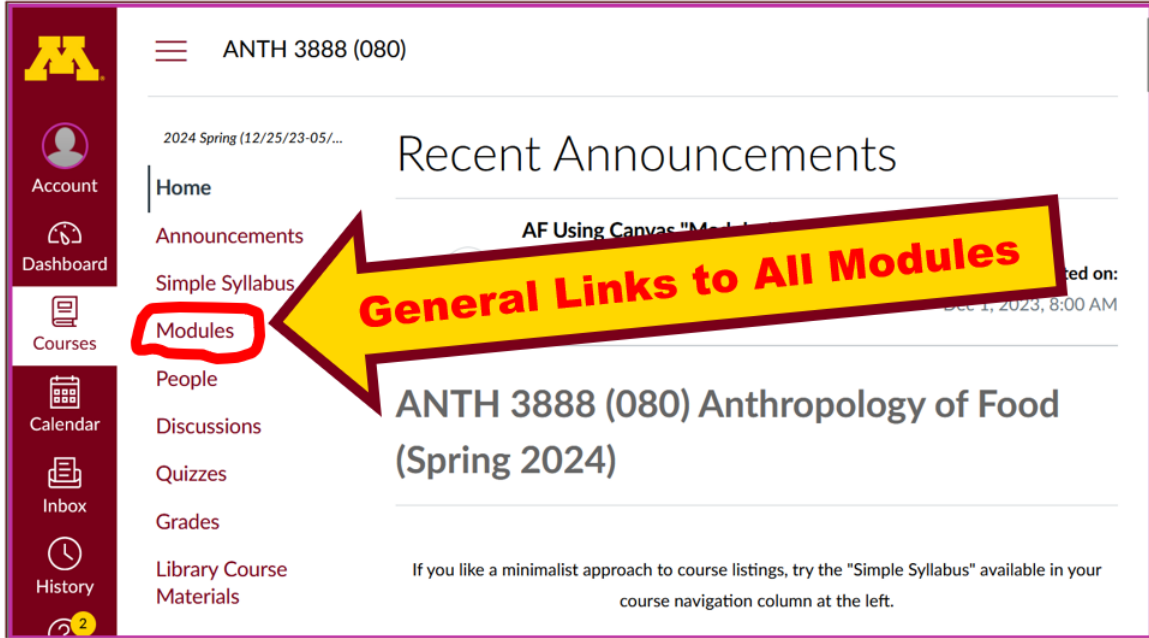 ANTH 3888 (080)
Account
Dashboard
Courses
Calendar
Inbox
History
2
2024 Spring (12/25/23-05/...
Home
Announcements
Simple Syllabus
Modules
People
Discussions
Quizzes
Grades
Library Course
Materials
Recent Announcements
AF Using Canvas
General Links to All Modules
on:
2023, 8:00 AM
ANTH 3888 (080) Anthropology of Food
(Spring 2024)
If you like a minimalist approach to course listings, try the "Simple Syllabus" available in your
course navigation column at the left.